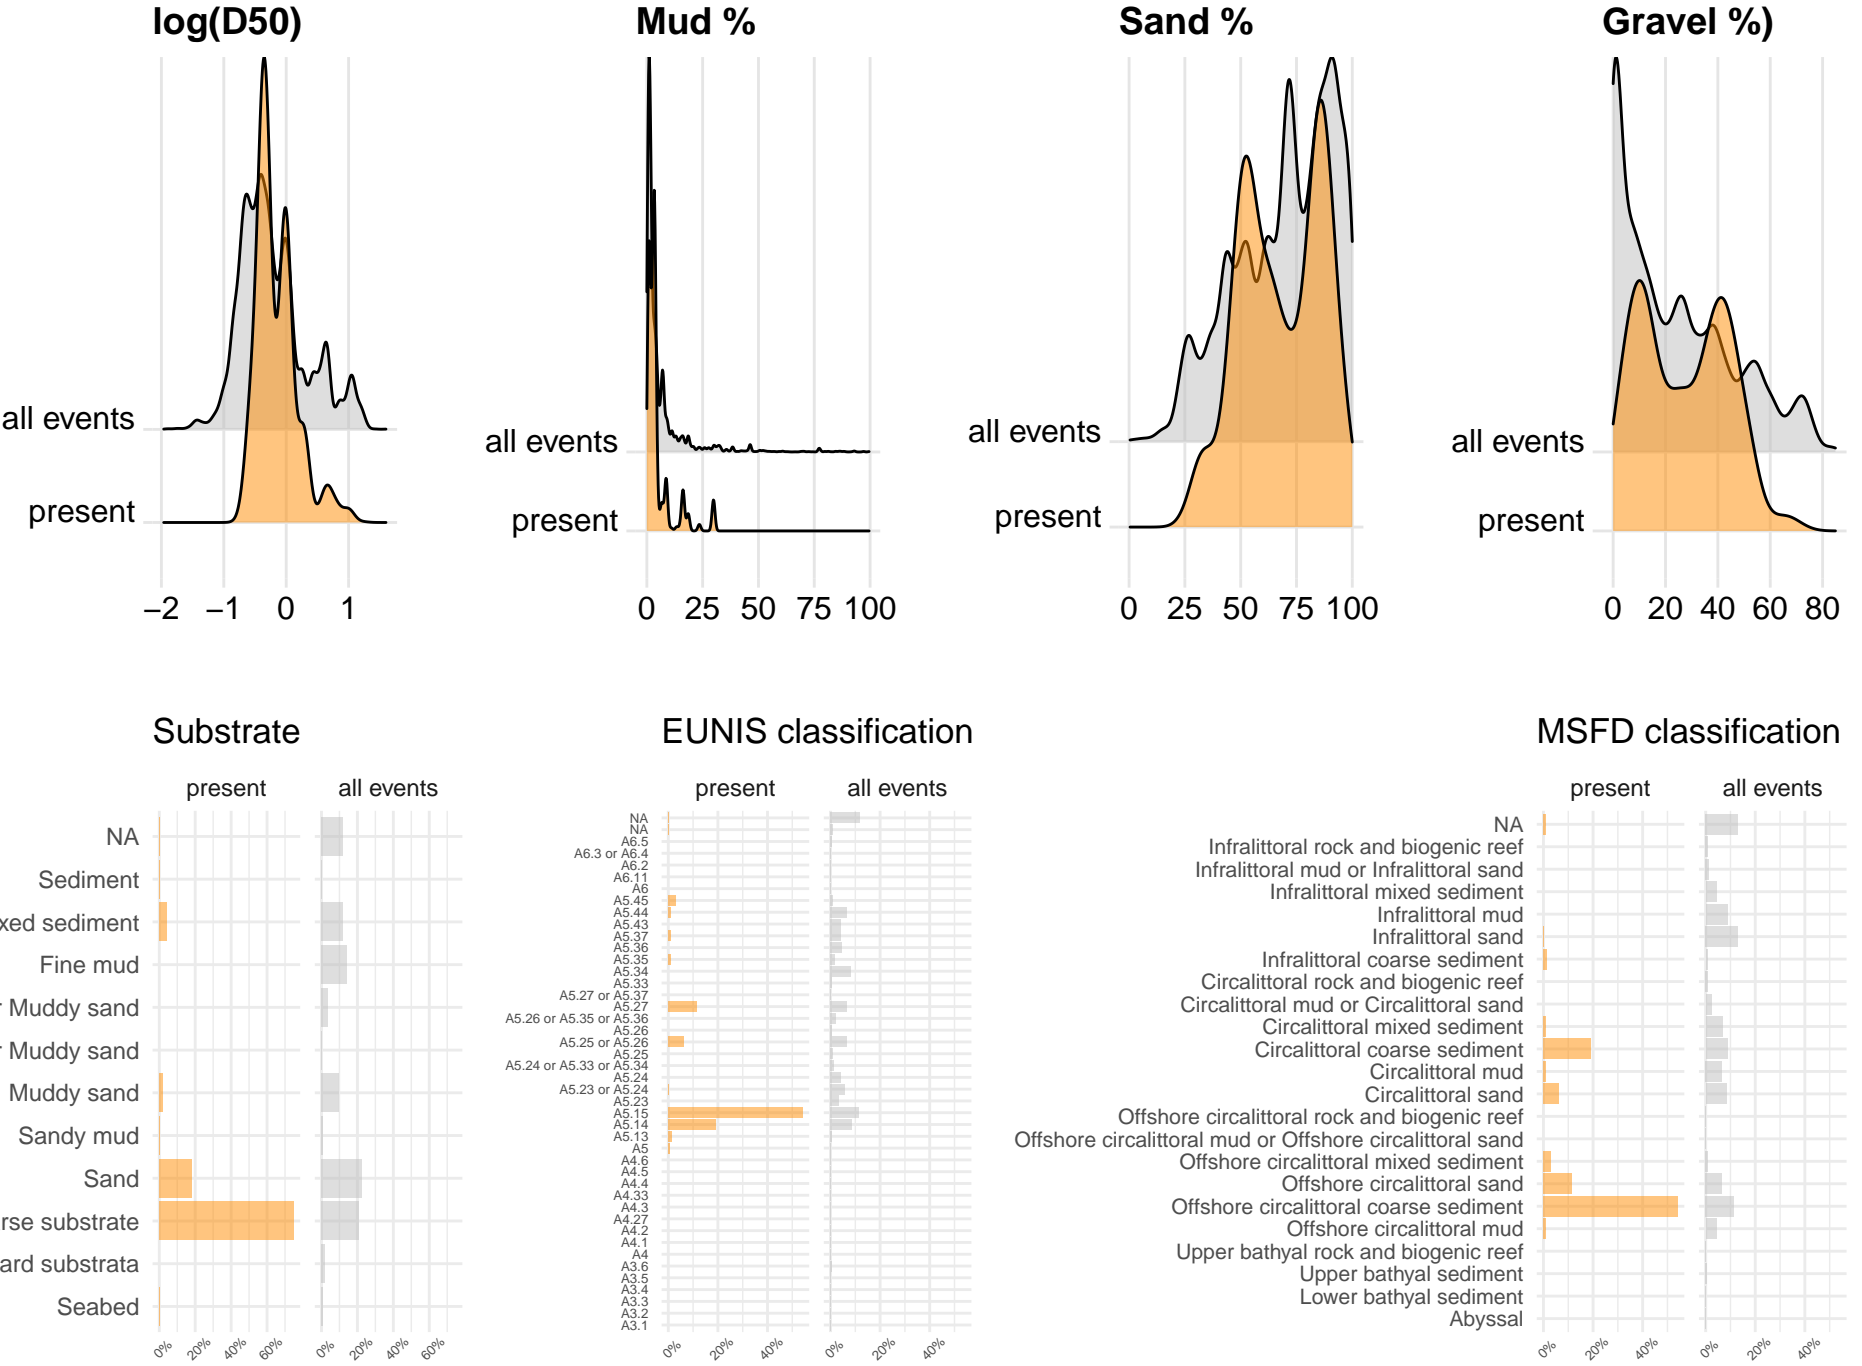 log(D50)
Mud %
Sand %
Gravel %)
all events
present
−2 −1 0 1
all events
present
0 25 50 75 100
all events
present
0 25 50 75 100
all events
present
0 20 40 60 80
Substrate
present all events
NA
Sediment
xed sediment
Fine mud
r Muddy sand
r Muddy sand
Muddy sand
Sandy mud
Sand
rse substrate
ard substrata
Seabed
0% 20% 40% 60% 0% 20% 40% 60%
EUNIS classification
present all events
NA
NA
A6.5
A6.3 or A6.4
A6.2
A6.11
A6
A5.45
A5.44
A5.43
A5.37
A5.36
A5.35
A5.34
A5.33
A5.27 or A5.37
A5.27
A5.26 or A5.35 or A5.36
A5.26
A5.25 or A5.26
A5.25
A5.24 or A5.33 or A5.34
A5.24
A5.23 or A5.24
A5.23
A5.15
A5.14
A5.13
A5
A4.6
A4.5
A4.4
A4.33
A4.3
A4.27
A4.2
A4.1
A4
A3.6
A3.5
A3.4
A3.3
A3.2
A3.1
0% 20% 40% 0% 20% 40%
MSFD classification
present all events
NA
Infralittoral rock and biogenic reef
Infralittoral mud or Infralittoral sand
Infralittoral mixed sediment
Infralittoral mud
Infralittoral sand
Infralittoral coarse sediment
Circalittoral rock and biogenic reef
Circalittoral mud or Circalittoral sand
Circalittoral mixed sediment
Circalittoral coarse sediment
Circalittoral mud
Circalittoral sand
Offshore circalittoral rock and biogenic reef
Offshore circalittoral mud or Offshore circalittoral sand
Offshore circalittoral mixed sediment
Offshore circalittoral sand
Offshore circalittoral coarse sediment
Offshore circalittoral mud
Upper bathyal rock and biogenic reef
Upper bathyal sediment
Lower bathyal sediment
Abyssal
0% 20% 40% 0% 20% 40%